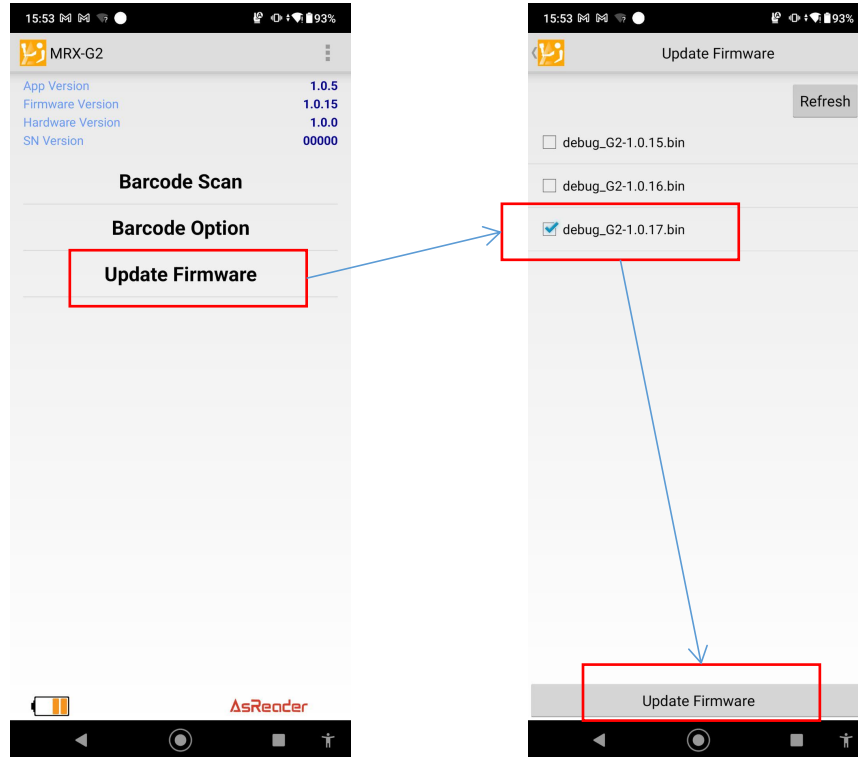 15:53
93%
MRX-G2
App Version 1.0.5
Firmware Version 1.0.15
Hardware Version 1.0.0
SN Version 00000
Barcode Scan
Barcode Option
Update Firmware
AsReader
15:53
93%
Update Firmware
Refresh
debug_G2-1.0.15.bin
debug_G2-1.0.16.bin
debug_G2-1.0.17.bin
Update Firmware